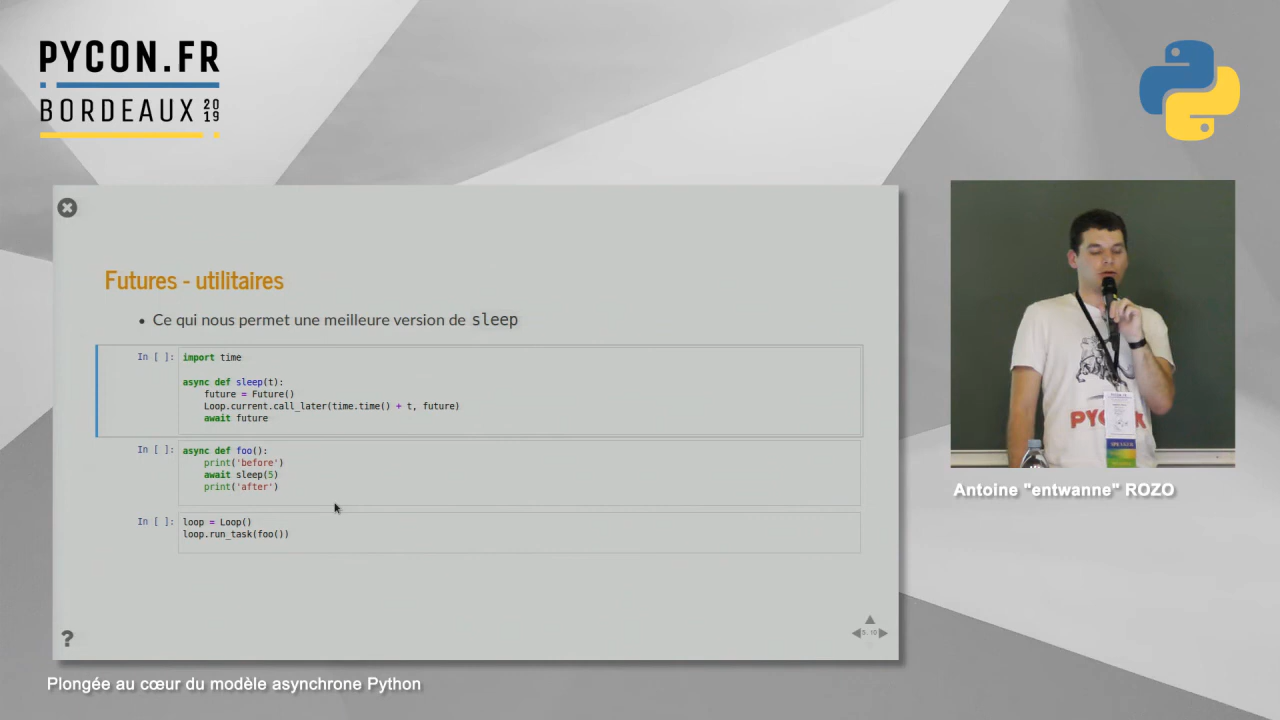 PYCON.FR
BORDEAUX 2019
Futures - utilitaires
• Ce qui nous permet une meilleure version de sleep
In [ ]: import time
async def sleep(t):
    future = Future()
    Loop.current.call_later(time.time() + t, future)
    await future
In [ ]: async def foo():
    print('before')
    await sleep(5)
    print('after')
In [ ]: loop = Loop()
loop.run_task(foo())
?
Antoine "entwanne" ROZO
Plongée au cœur du modèle asynchrone Python